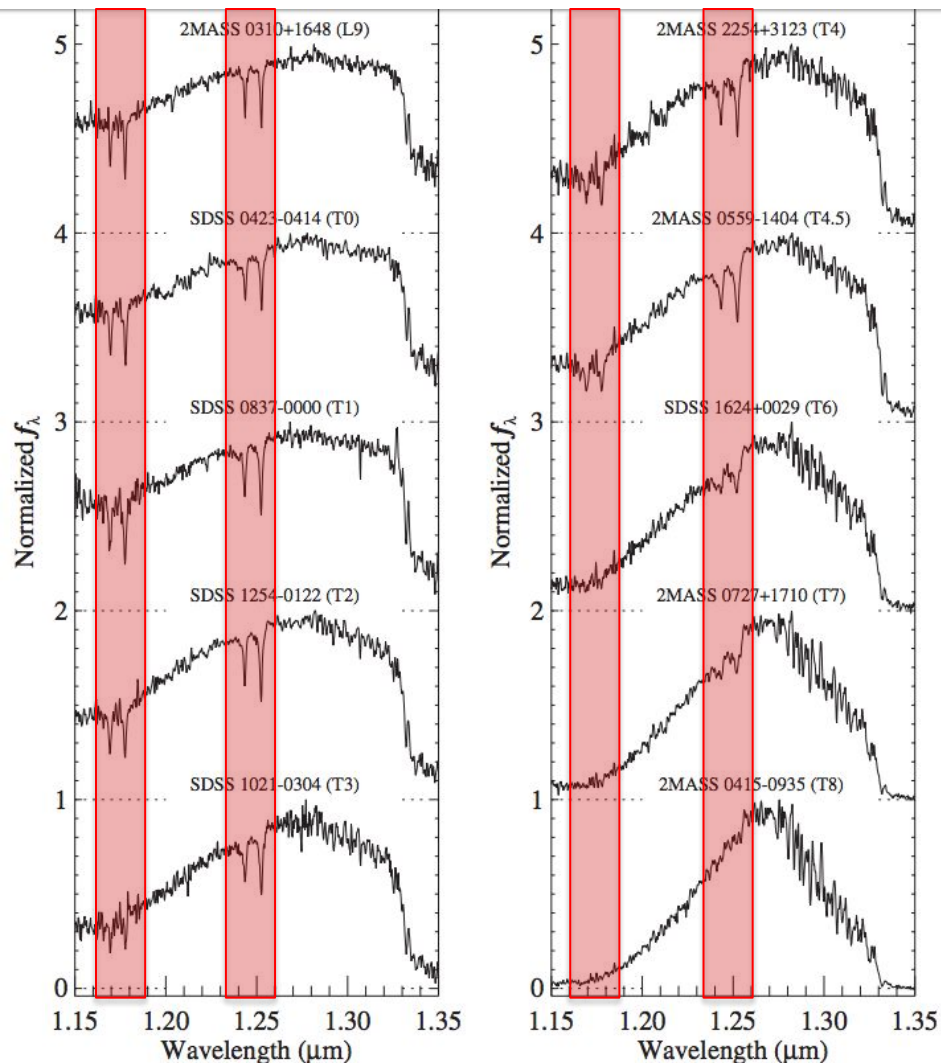 2MASS 0310+1648 (L9)
5
SDSS 0423-0414 (T0)
4
SDSS 0837-0000 (T1)
3
SDSS 1254-0122 (T2)
2
SDSS 1021-0304 (T3)
1
0
Normalized fλ
Normalized fλ
1.15 1.20 1.25 1.30 1.35
Wavelength (μm)
2MASS 2254+3123 (T4)
5
2MASS 0559-1404 (T4.5)
4
SDSS 1624+0029 (T6)
3
2MASS 0727+1710 (T7)
2
2MASS 0415-0935 (T8)
1
0
Normalized fλ
Normalized fλ
1.15 1.20 1.25 1.30 1.35
Wavelength (μm)